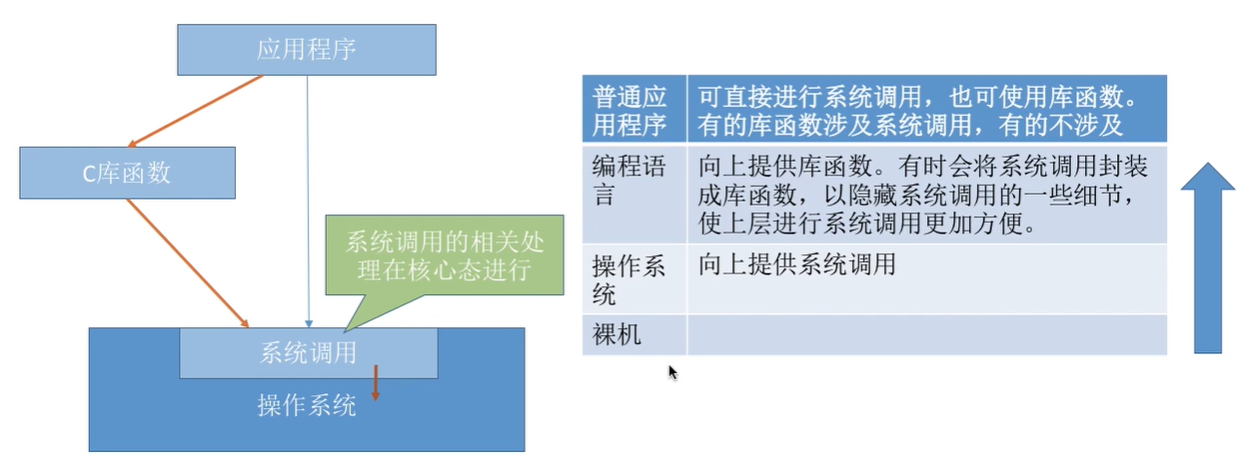 应用程序
C库函数
系统调用的相关处
理在核心态进行
系统调用
操作系统
普通应
用程序
可直接进行系统调用，也可使用库函数。
有的库函数涉及系统调用，有的不涉及
编程语
言
向上提供库函数。有时会将系统调用封装
成库函数，以隐藏系统调用的一些细节，
使上层进行系统调用更加方便。
操作系
统
向上提供系统调用
裸机